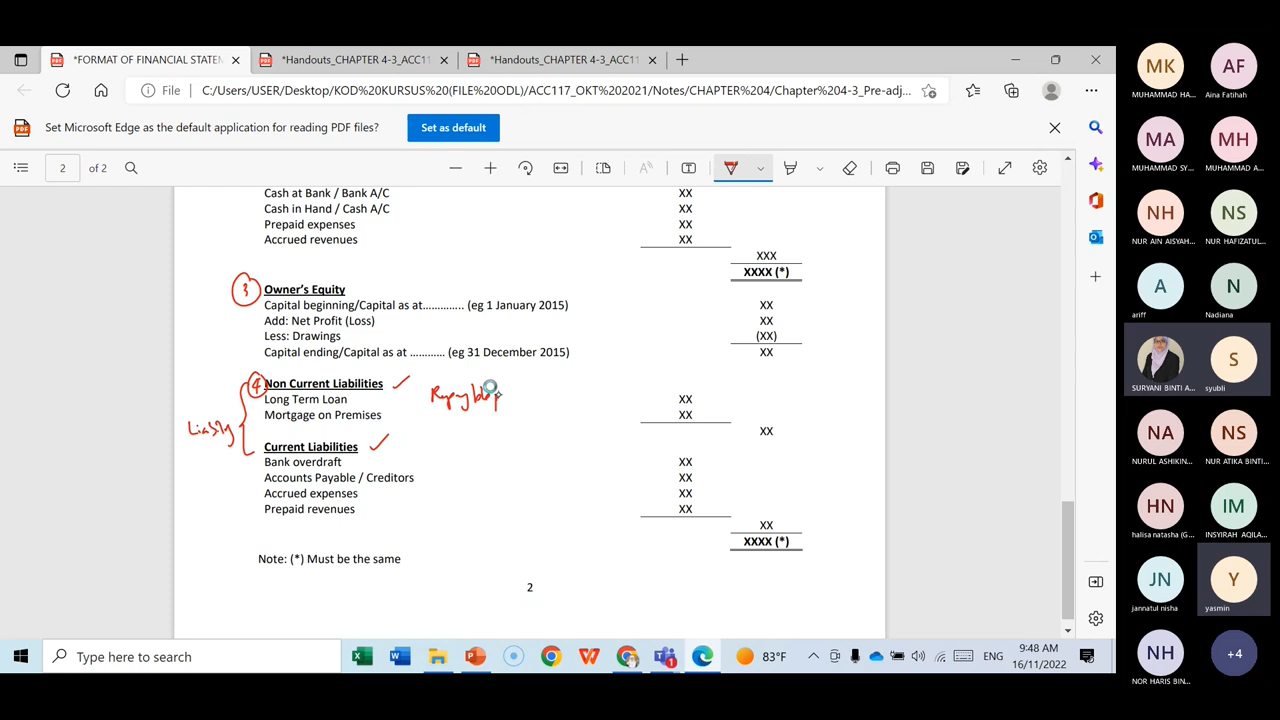 *FORMAT OF FINANCIAL STATEM
*Handouts_CHAPTER 4-3_ACC11
*Handouts_CHAPTER 4-3_ACC11
File
C:/Users/USER/Desktop/KOD%20KURSUS%20(FILE%20ODL)/ACC117_OKT%202021/Notes/CHAPTER%204/Chapter%204-3_Pre-adj...
Set Microsoft Edge as the default application for reading PDF files?
Set as default
2 of 2
Cash at Bank / Bank A/C XX
Cash in Hand / Cash A/C XX
Prepaid expenses XX
Accrued revenues XX
XXX
XXXX (*)
3 Owner's Equity
Capital beginning/Capital as at.............. (eg 1 January 2015) XX
Add: Net Profit (Loss) XX
Less: Drawings (XX)
Capital ending/Capital as at ........... (eg 31 December 2015) XX
4 Non Current Liabilities
Long Term Loan XX
Mortgage on Premises XX
XX
Current Liabilities
Bank overdraft XX
Accounts Payable / Creditors XX
Accrued expenses XX
Prepaid revenues XX
XX
XXXX (*)
Note: (*) Must be the same
2
Type here to search
83°F
ENG
9:48 AM
16/11/2022
MK
MUHAMMAD HA...
AF
Aina Fatihah
MA
MUHAMMAD SY...
MH
MUHAMMAD A...
NH
NUR AIN AISYAH...
NS
NUR HAFIZATUL...
A
ariff
N
Nadiana
SURYANI BINTI A...
S
syubli
NA
NURUL ASHIKIN...
NS
NUR ATIKA BINTI...
HN
halisa natasha (G...
IM
INSYIRAH AQILA...
JN
jannatul nisha
Y
yasmin
NH
NOR HARIS BIN...
+4